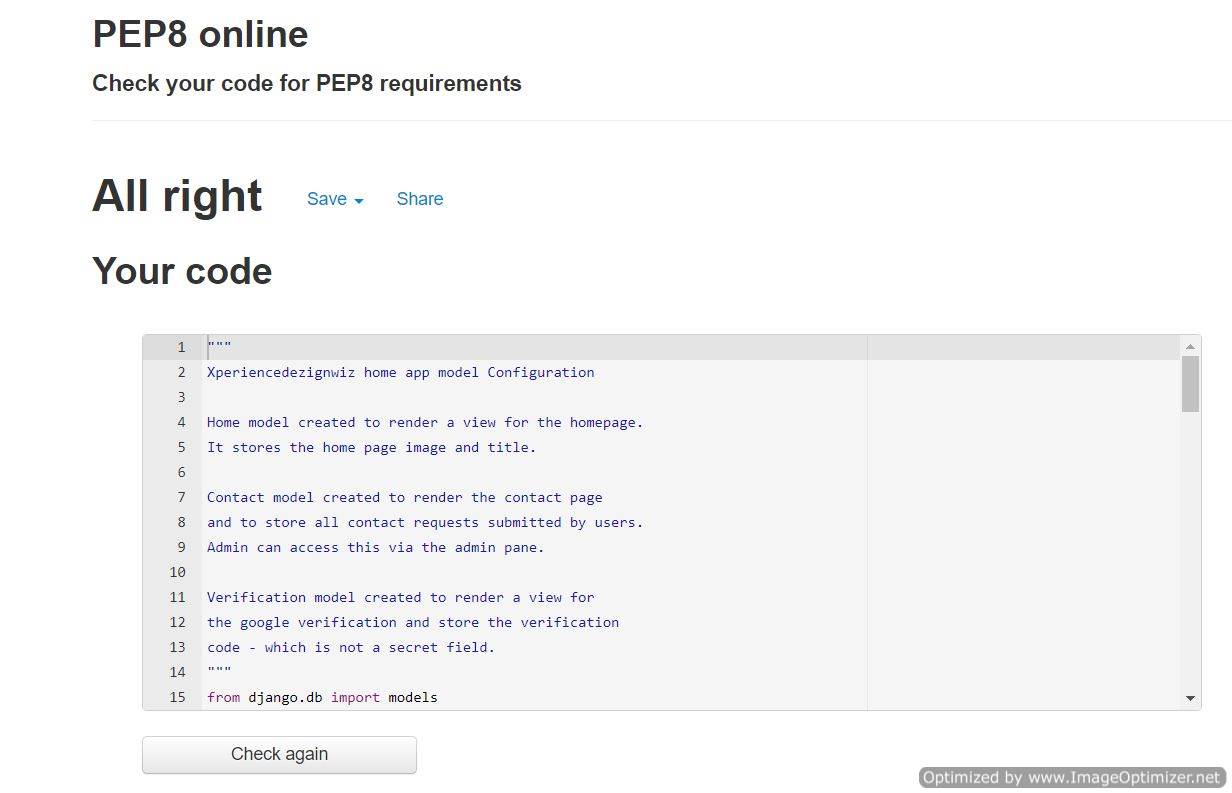 PEP8 online
Check your code for PEP8 requirements
All right Save Share
Your code
1 """
2 Xperiencedezignwiz home app model Configuration
3
4 Home model created to render a view for the homepage.
5 It stores the home page image and title.
6
7 Contact model created to render the contact page
8 and to store all contact requests submitted by users.
9 Admin can access this via the admin pane.
10
11 Verification model created to render a view for
12 the google verification and store the verification
13 code - which is not a secret field.
14 """
15 from django.db import models
Check again
Optimized by www.ImageOptimizer.net